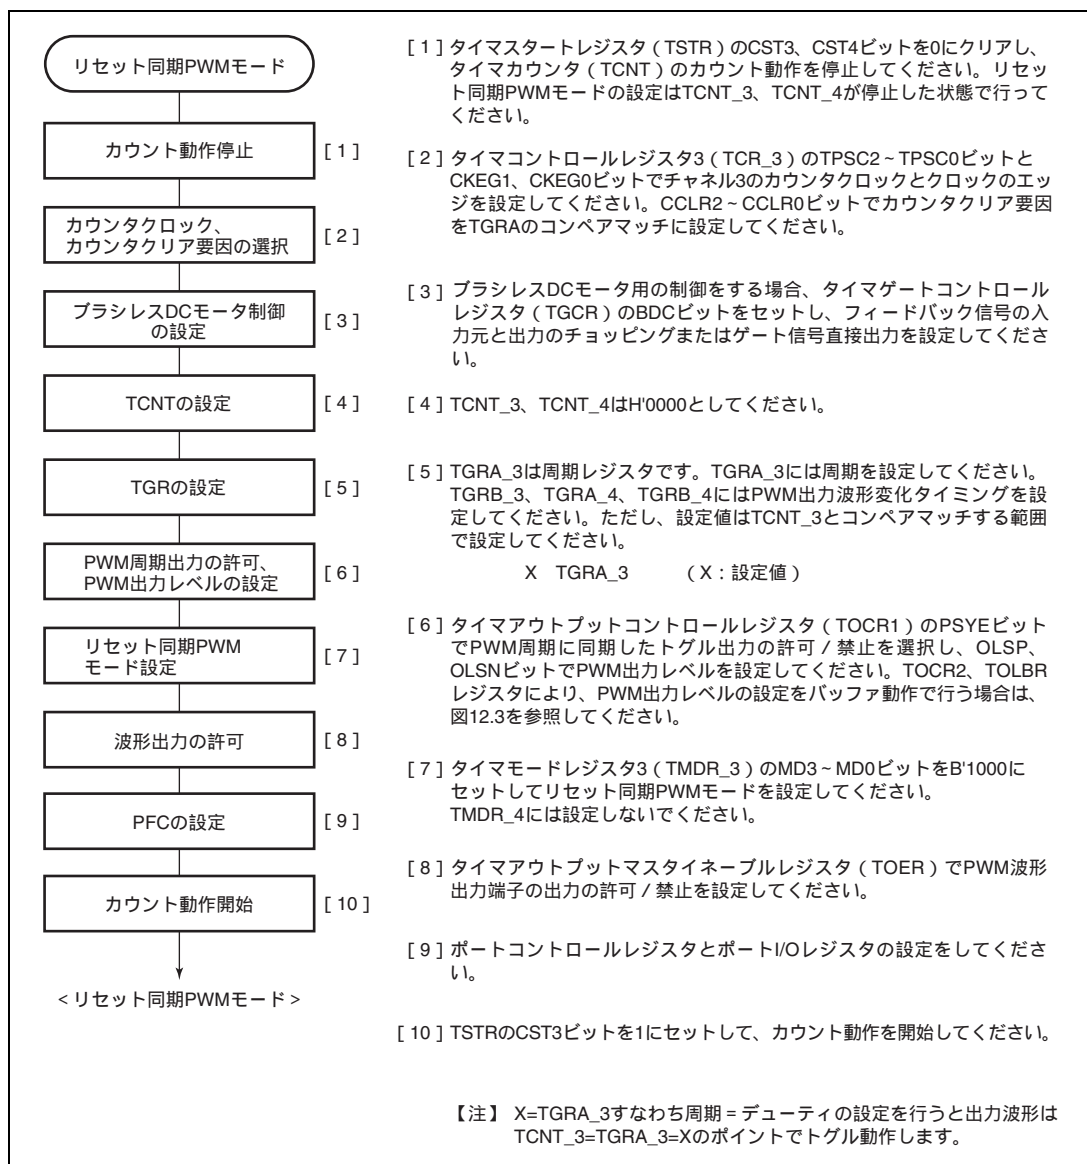 リセット同期PWMモード
カウント動作停止
[ 1 ]
カウンタクロック、
カウンタクリア要因の選択
[ 2 ]
ブラシレスDCモータ制御
の設定
[ 3 ]
TCNTの設定
[ 4 ]
TGRの設定
[ 5 ]
PWM周期出力の許可、
PWM出力レベルの設定
[ 6 ]
リセット同期PWM
モード設定
[ 7 ]
波形出力の許可
[ 8 ]
PFCの設定
[ 9 ]
カウント動作開始
[ 10 ]
< リセット同期PWMモード >
[ 1 ] タイマスタートレジスタ(TSTR)のCST3、CST4ビットを0にクリアし、
タイマカウンタ(TCNT)のカウント動作を停止してください。リセッ
ト同期PWMモードの設定はTCNT_3、TCNT_4が停止した状態で行って
ください。
[ 2 ] タイマコントロールレジスタ3(TCR_3)のTPSC2~TPSC0ビットと
CKEG1、CKEG0ビットでチャネル3のカウンタクロックとクロックのエッ
ジを設定してください。CCLR2~CCLR0ビットでカウンタクリア要因
をTGRAのコンペアマッチに設定してください。
[ 3 ] ブラシレスDCモータ用の制御をする場合、タイマゲートコントロール
レジスタ(TGCR)のBDCビットをセットし、フィードバック信号の入
力元と出力のチョッピングまたはゲート信号直接出力を設定してくださ
い。
[ 4 ] TCNT_3、TCNT_4はH'0000としてください。
[ 5 ] TGRA_3は周期レジスタです。TGRA_3には周期を設定してください。
TGRB_3、TGRA_4、TGRB_4にはPWM出力波形変化タイミングを設
定してください。ただし、設定値はTCNT_3とコンペアマッチする範囲
で設定してください。
X TGRA_3 (X:設定値)
[ 6 ] タイマアウトプットコントロールレジスタ(TOCR1)のPSYEビット
でPWM周期に同期したトグル出力の許可/禁止を選択し、OLSP、
OLSNビットでPWM出力レベルを設定してください。TOCR2、TOLBR
レジスタにより、PWM出力レベルの設定をバッファ動作で行う場合は、
図12.3を参照してください。
[ 7 ] タイマモードレジスタ3(TMDR_3)のMD3~MD0ビットをB'1000に
セットしてリセット同期PWMモードを設定してください。
TMDR_4には設定しないでください。
[ 8 ] タイマアウトプットマスタイネーブルレジスタ(TOER)でPWM波形
出力端子の出力の許可/禁止を設定してください。
[ 9 ] ポートコントロールレジスタとポートI/Oレジスタの設定をしてくださ
い。
[ 10 ] TSTRのCST3ビットを1にセットして、カウント動作を開始してください。
【注】 X=TGRA_3すなわち周期=デューティの設定を行うと出力波形は
TCNT_3=TGRA_3=Xのポイントでトグル動作します。